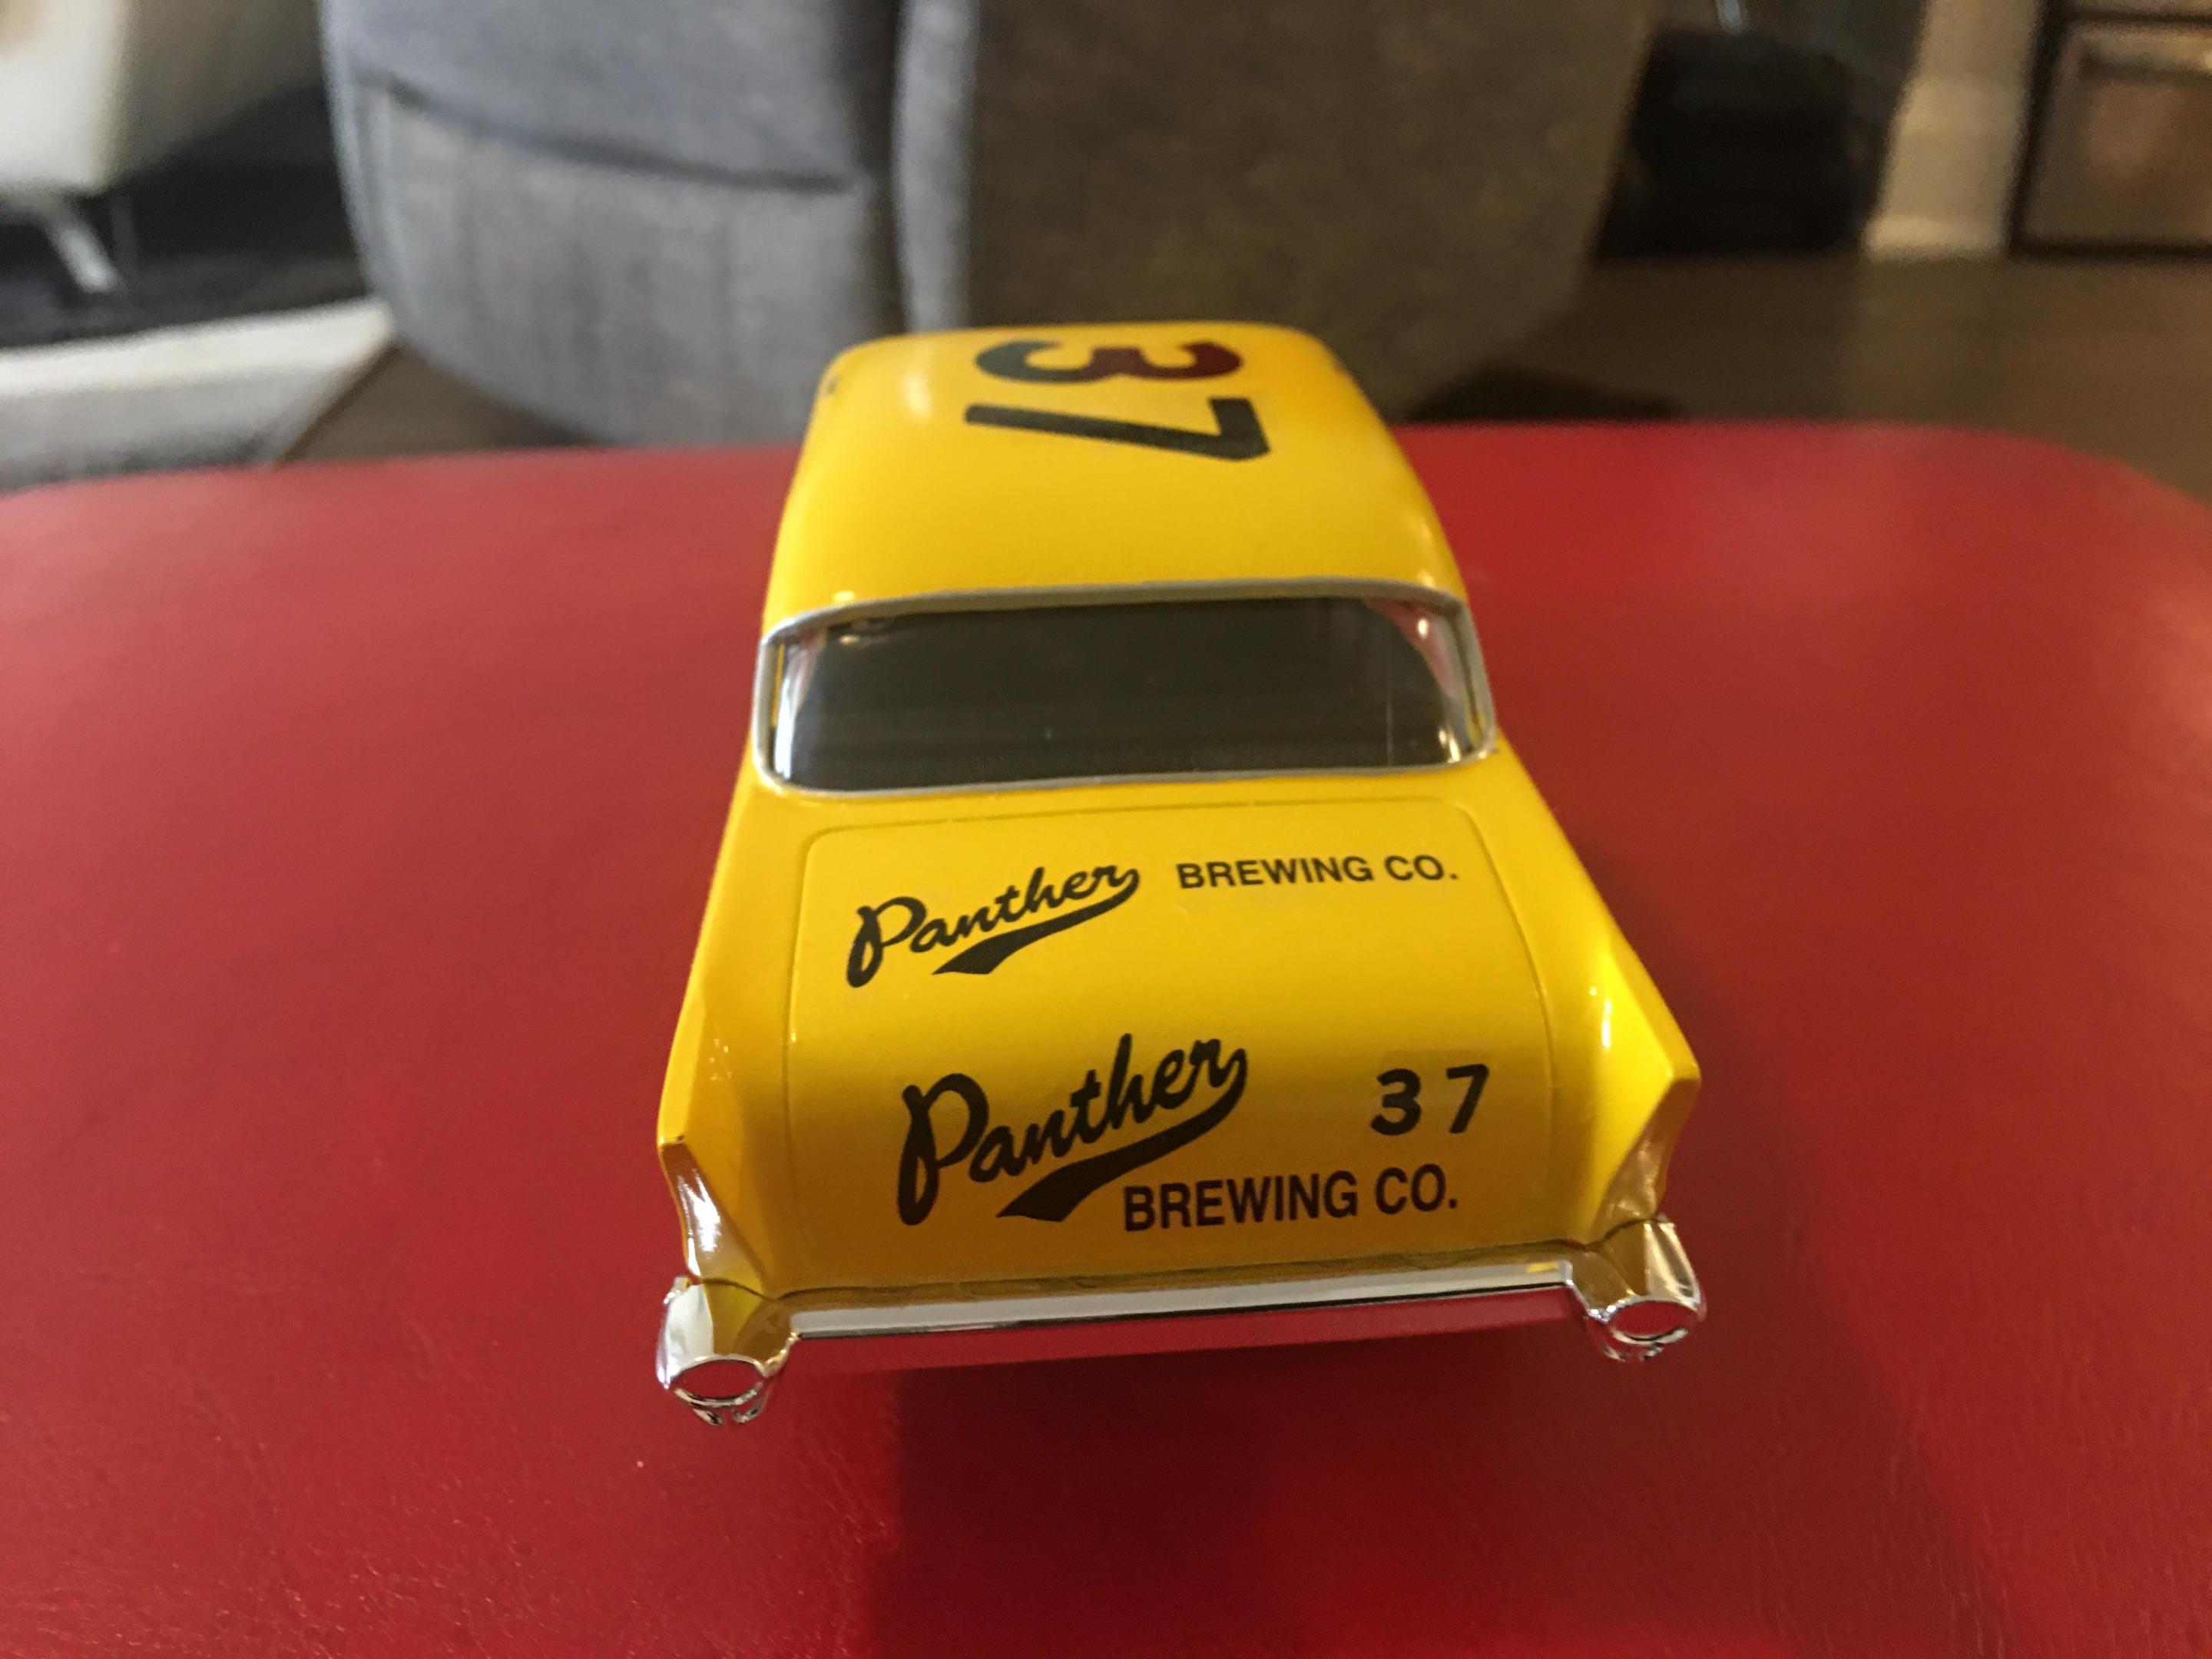 37
Panther BREWING CO.
Panther 37
BREWING CO.